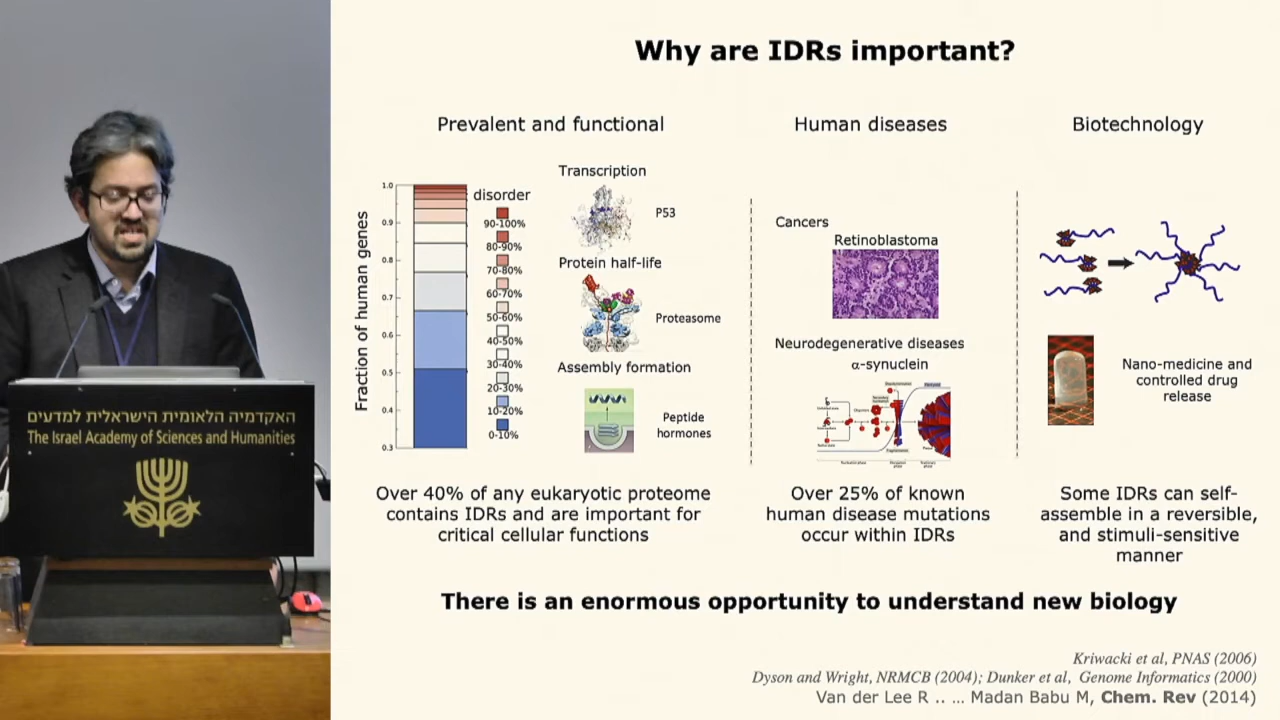 Why are IDRs important?
Prevalent and functional
Human diseases
Biotechnology
Fraction of human genes
1.0
0.9
0.8
0.7
0.6
0.5
0.4
0.3
disorder
90-100%
80-90%
70-80%
60-70%
50-60%
40-50%
30-40%
20-30%
10-20%
0-10%
Transcription
P53
Protein half-life
Proteasome
Assembly formation
Peptide
hormones
Cancers
Retinoblastoma
Neurodegenerative diseases
α-synuclein
Nano-medicine and
controlled drug
release
Over 40% of any eukaryotic proteome
contains IDRs and are important for
critical cellular functions
Over 25% of known
human disease mutations
occur within IDRs
Some IDRs can self-
assemble in a reversible,
and stimuli-sensitive
manner
There is an enormous opportunity to understand new biology
Kriwacki et al, PNAS (2006)
Dyson and Wright, NRMCB (2004); Dunker et al, Genome Informatics (2000)
Van der Lee R .. ... Madan Babu M, Chem. Rev (2014)
האקדמיה הלאומית הישראלית למדעים
The Israel Academy of Sciences and Humanities